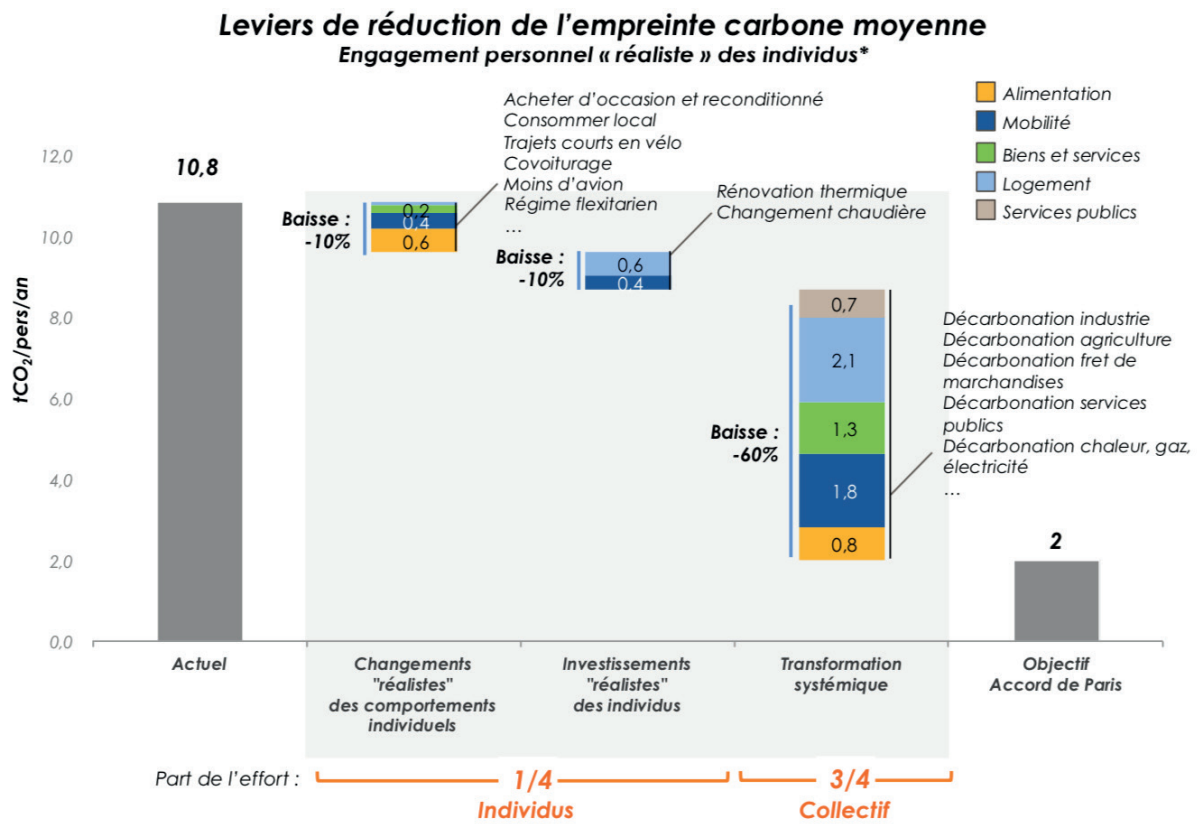 Leviers de réduction de l’empreinte carbone moyenne
Engagement personnel « réaliste » des individus*
Alimentation
Mobilité
Biens et services
Logement
Services publics
tCO₂/pers/an
12,0
10,0
8,0
6,0
4,0
2,0
0,0
10,8
Baisse :
-10%
0,2
0,4
0,6
Acheter d’occasion et reconditionné
Consommer local
Trajets courts en vélo
Covoiturage
Moins d’avion
Régime flexitarien
...
Baisse :
-10%
0,6
0,4
Rénovation thermique
Changement chaudière
Baisse :
-60%
0,7
2,1
1,3
1,8
0,8
Décarbonation industrie
Décarbonation agriculture
Décarbonation fret de
marchandises
Décarbonation services
publics
Décarbonation chaleur, gaz,
électricité
...
2
Actuel
Changements
"réalistes"
des comportements
individuels
Investissements
"réalistes"
des individus
Transformation
systémique
Objectif
Accord de Paris
Part de l’effort :
1/4
Individus
3/4
Collectif